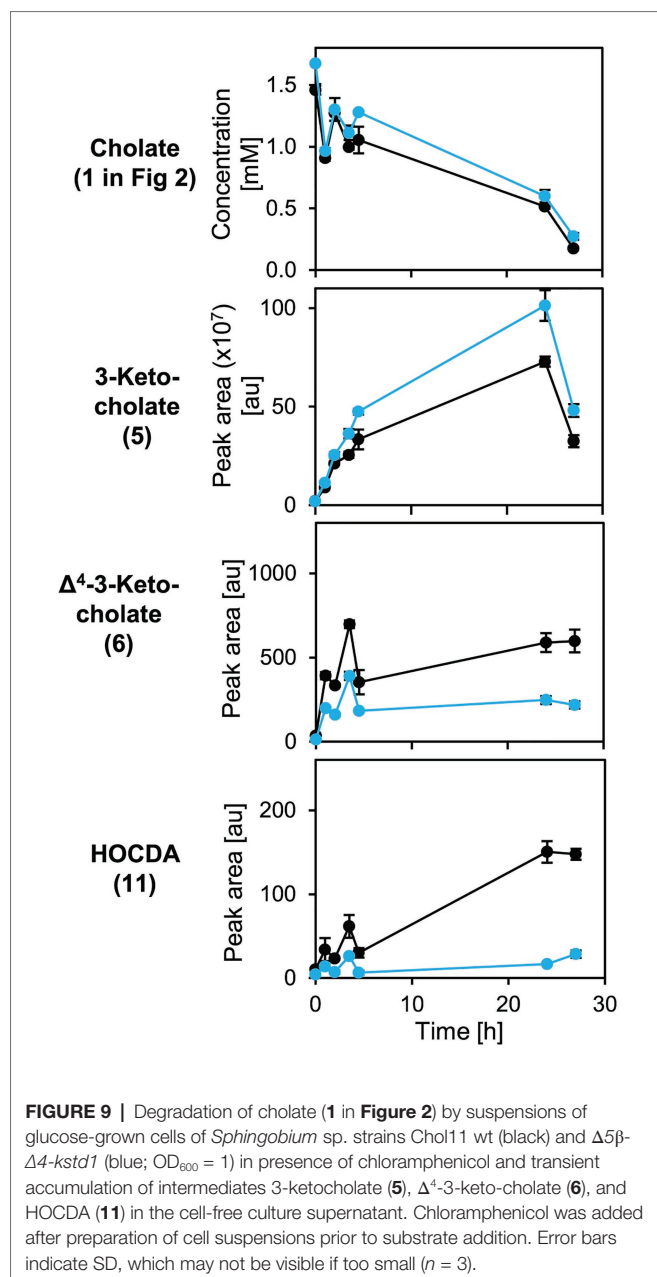 Cholate
(1 in Fig 2)
Concentration
[mM]
1.5
1.0
0.5
0.0
3-Keto-
cholate
(5)
Peak area (x10⁷)
[au]
100
50
0
Δ⁴-3-Keto-
cholate
(6)
Peak area [au]
1000
500
0
HOCDA
(11)
Peak area [au]
200
100
0
0 10 20 30
Time [h]
FIGURE 9 | Degradation of cholate (1 in Figure 2) by suspensions of
glucose-grown cells of Sphingobium sp. strains Chol11 wt (black) and Δ5β-
Δ4-kstd1 (blue; OD₆₀₀ = 1) in presence of chloramphenicol and transient
accumulation of intermediates 3-ketocholate (5), Δ⁴-3-keto-cholate (6), and
HOCDA (11) in the cell-free culture supernatant. Chloramphenicol was added
after preparation of cell suspensions prior to substrate addition. Error bars
indicate SD, which may not be visible if too small (n = 3).